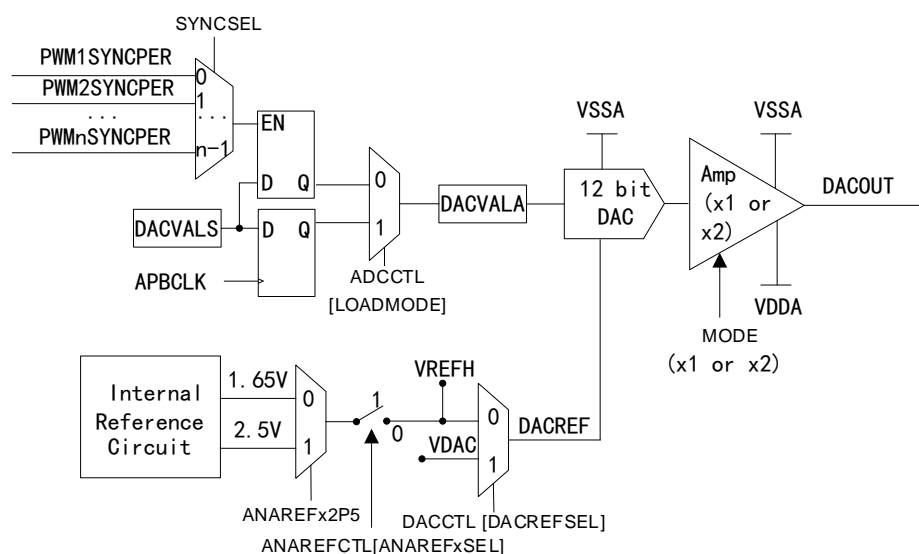 SYNCSEL
PWM1SYNCPER
0
PWM2SYNCPER
1
...
...
PWMnSYNCPER
n-1
EN
D
Q
DACVALS
D
Q
APBCLK
0
1
ADCCTL
[LOADMODE]
DACVALA
VSSA
12 bit
DAC
VSSA
Amp
(x1 or
x2)
DACOUT
VDDA
MODE
(x1 or x2)
Internal
Reference
Circuit
1.65V
2.5V
0
1
1
0
VREFH
VDAC
0
1
DACREF
ANAREFx2P5
DACCTL [DACREFSEL]
ANAREFCTL[ANAREFxSEL]